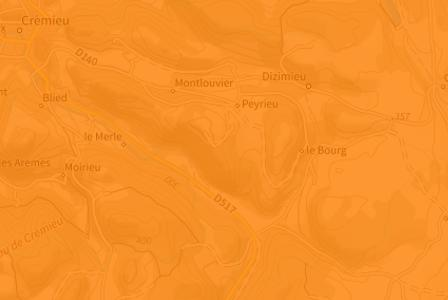 Crémieu
D140
Montlouvier
Dizimieu
Blied
Peyrieu
357
le Merle
le Bourg
es Aremes
Moirieu
D517
u de Crémieu
400